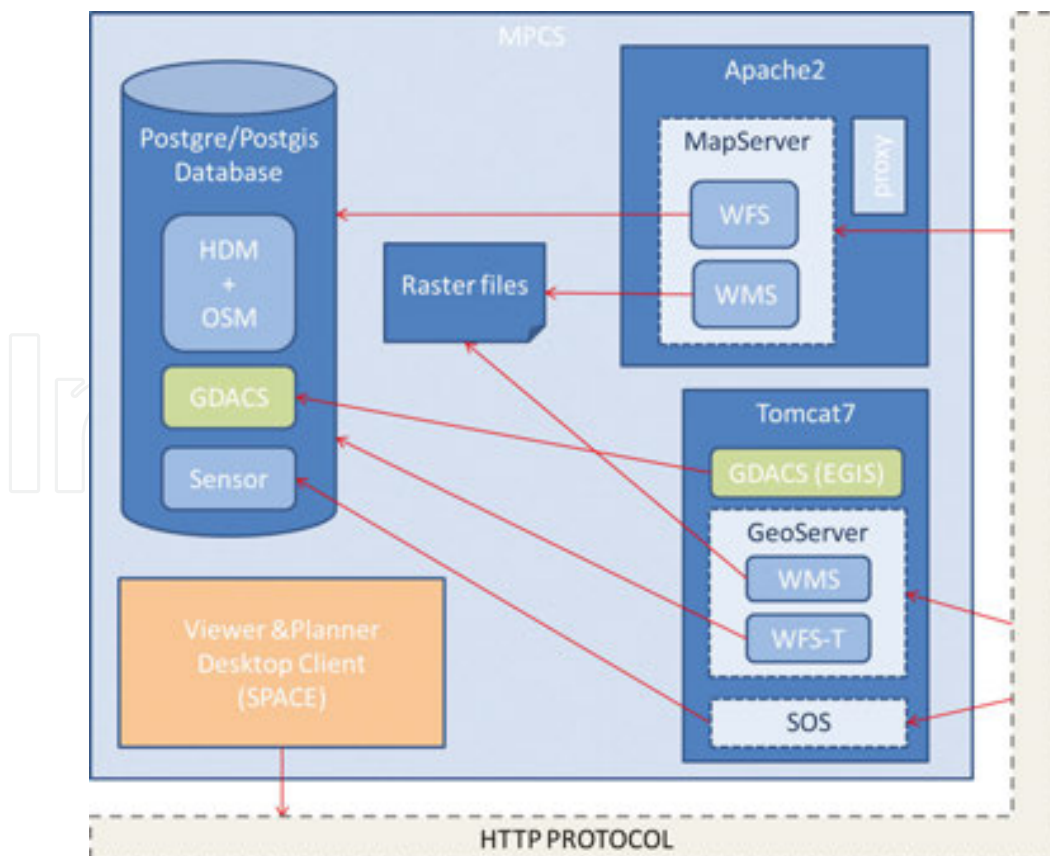 MPCS
Postgre/Postgis
Database
HDM
+
OSM
GDACS
Sensor
Raster files
Apache2
MapServer
WFS
WMS
proxy
Tomcat7
GDACS (EGIS)
GeoServer
WMS
WFS-T
SOS
Viewer &Planner
Desktop Client
(SPACE)
HTTP PROTOCOL